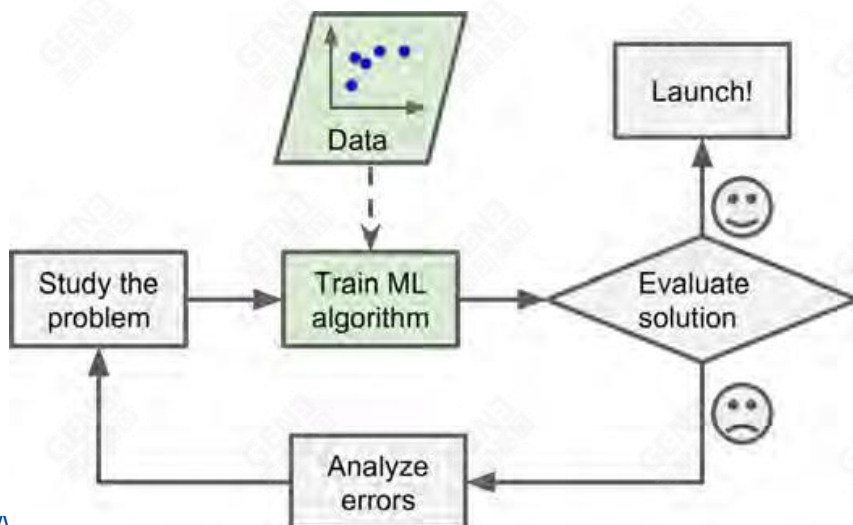 Data
Launch!
Study the
problem
Train ML
algorithm
Evaluate
solution
Analyze
errors